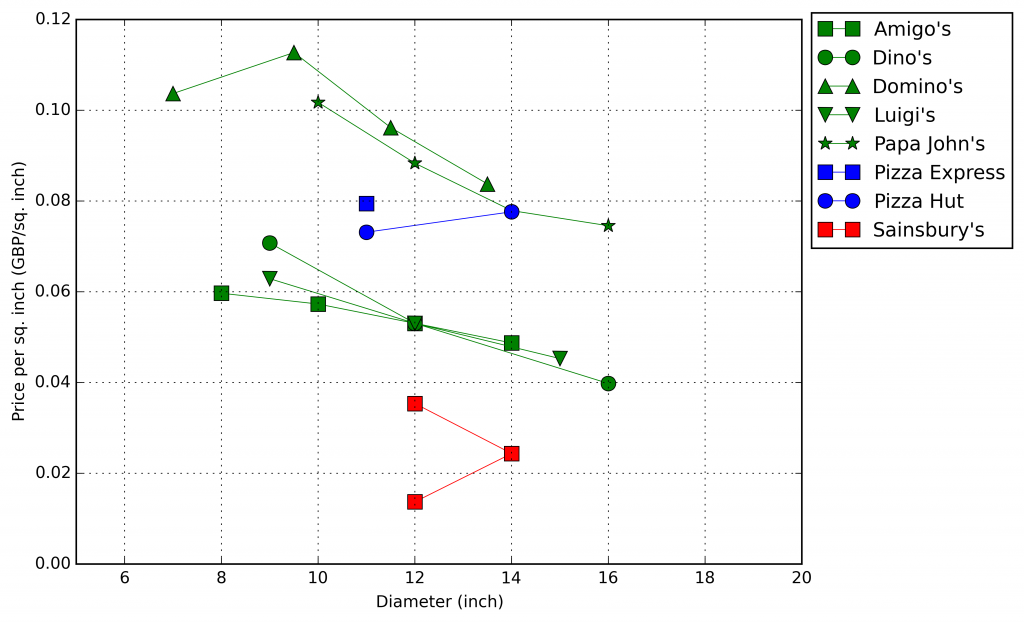 0.12
0.10
0.08
0.06
0.04
0.02
0.00
Price per sq. inch (GBP/sq. inch)
6 8 10 12 14 16 18 20
Diameter (inch)
Amigo's
Dino's
Domino's
Luigi's
Papa John's
Pizza Express
Pizza Hut
Sainsbury's